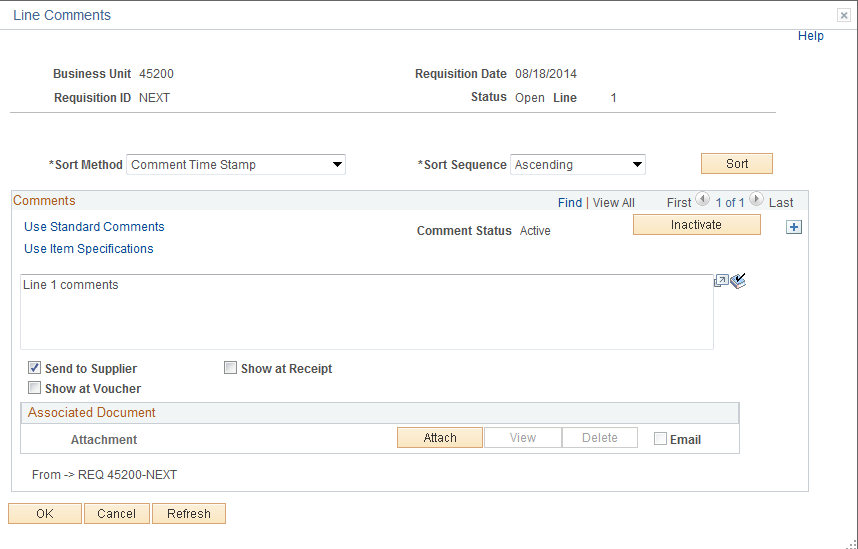 Line Comments
Help
Business Unit 45200 Requisition Date 08/18/2014
Requisition ID NEXT Status Open Line 1
*Sort Method Comment Time Stamp *Sort Sequence Ascending Sort
Comments Find | View All First 1 of 1 Last
Use Standard Comments Comment Status Active Inactivate
Use Item Specifications
Line 1 comments
Send to Supplier Show at Receipt
Show at Voucher
Associated Document
Attachment Attach View Delete Email
From -> REQ 45200-NEXT
OK Cancel Refresh